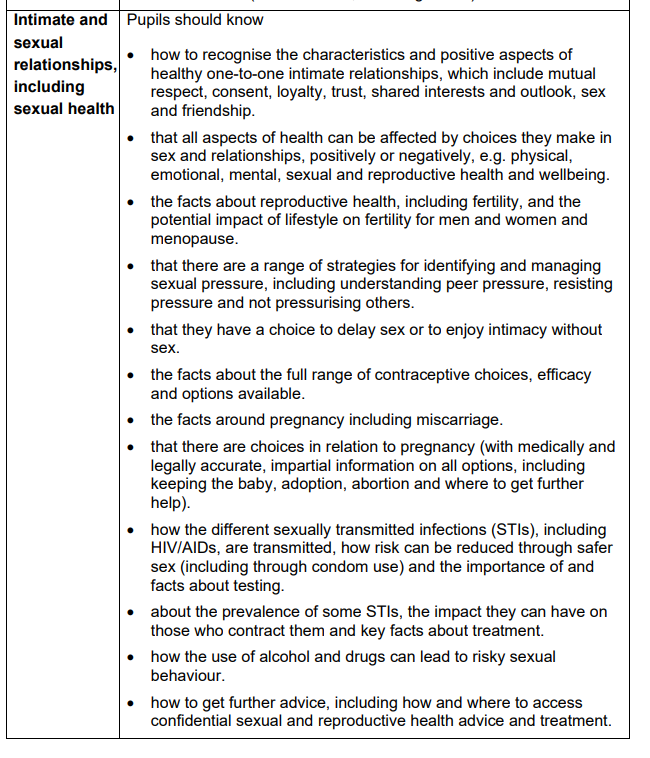 Intimate and
sexual
relationships,
including
sexual health
Pupils should know
• how to recognise the characteristics and positive aspects of
healthy one-to-one intimate relationships, which include mutual
respect, consent, loyalty, trust, shared interests and outlook, sex
and friendship.
• that all aspects of health can be affected by choices they make in
sex and relationships, positively or negatively, e.g. physical,
emotional, mental, sexual and reproductive health and wellbeing.
• the facts about reproductive health, including fertility, and the
potential impact of lifestyle on fertility for men and women and
menopause.
• that there are a range of strategies for identifying and managing
sexual pressure, including understanding peer pressure, resisting
pressure and not pressurising others.
• that they have a choice to delay sex or to enjoy intimacy without
sex.
• the facts about the full range of contraceptive choices, efficacy
and options available.
• the facts around pregnancy including miscarriage.
• that there are choices in relation to pregnancy (with medically and
legally accurate, impartial information on all options, including
keeping the baby, adoption, abortion and where to get further
help).
• how the different sexually transmitted infections (STIs), including
HIV/AIDs, are transmitted, how risk can be reduced through safer
sex (including through condom use) and the importance of and
facts about testing.
• about the prevalence of some STIs, the impact they can have on
those who contract them and key facts about treatment.
• how the use of alcohol and drugs can lead to risky sexual
behaviour.
• how to get further advice, including how and where to access
confidential sexual and reproductive health advice and treatment.